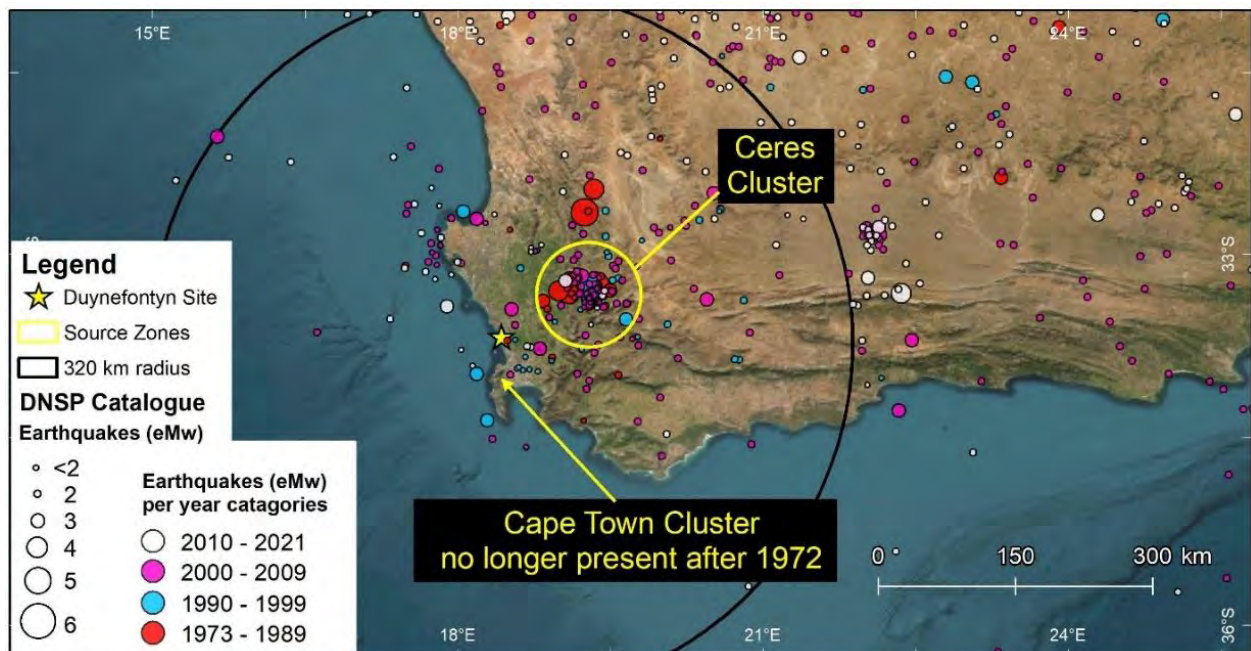 15°E
18°E
21°E
24°E
Ceres
Cluster
33°S
S
Legend
Duynefontyn Site
Source Zones
320 km radius
DNSP Catalogue
Earthquakes (eMw)
<2
2
3
4
5
6
Earthquakes (eMw)
per year catagories
2010 - 2021
2000 - 2009
1990 - 1999
1973 - 1989
Cape Town Cluster
no longer present after 1972
0 150 300 km
18°E
21°E
24°E
36°S